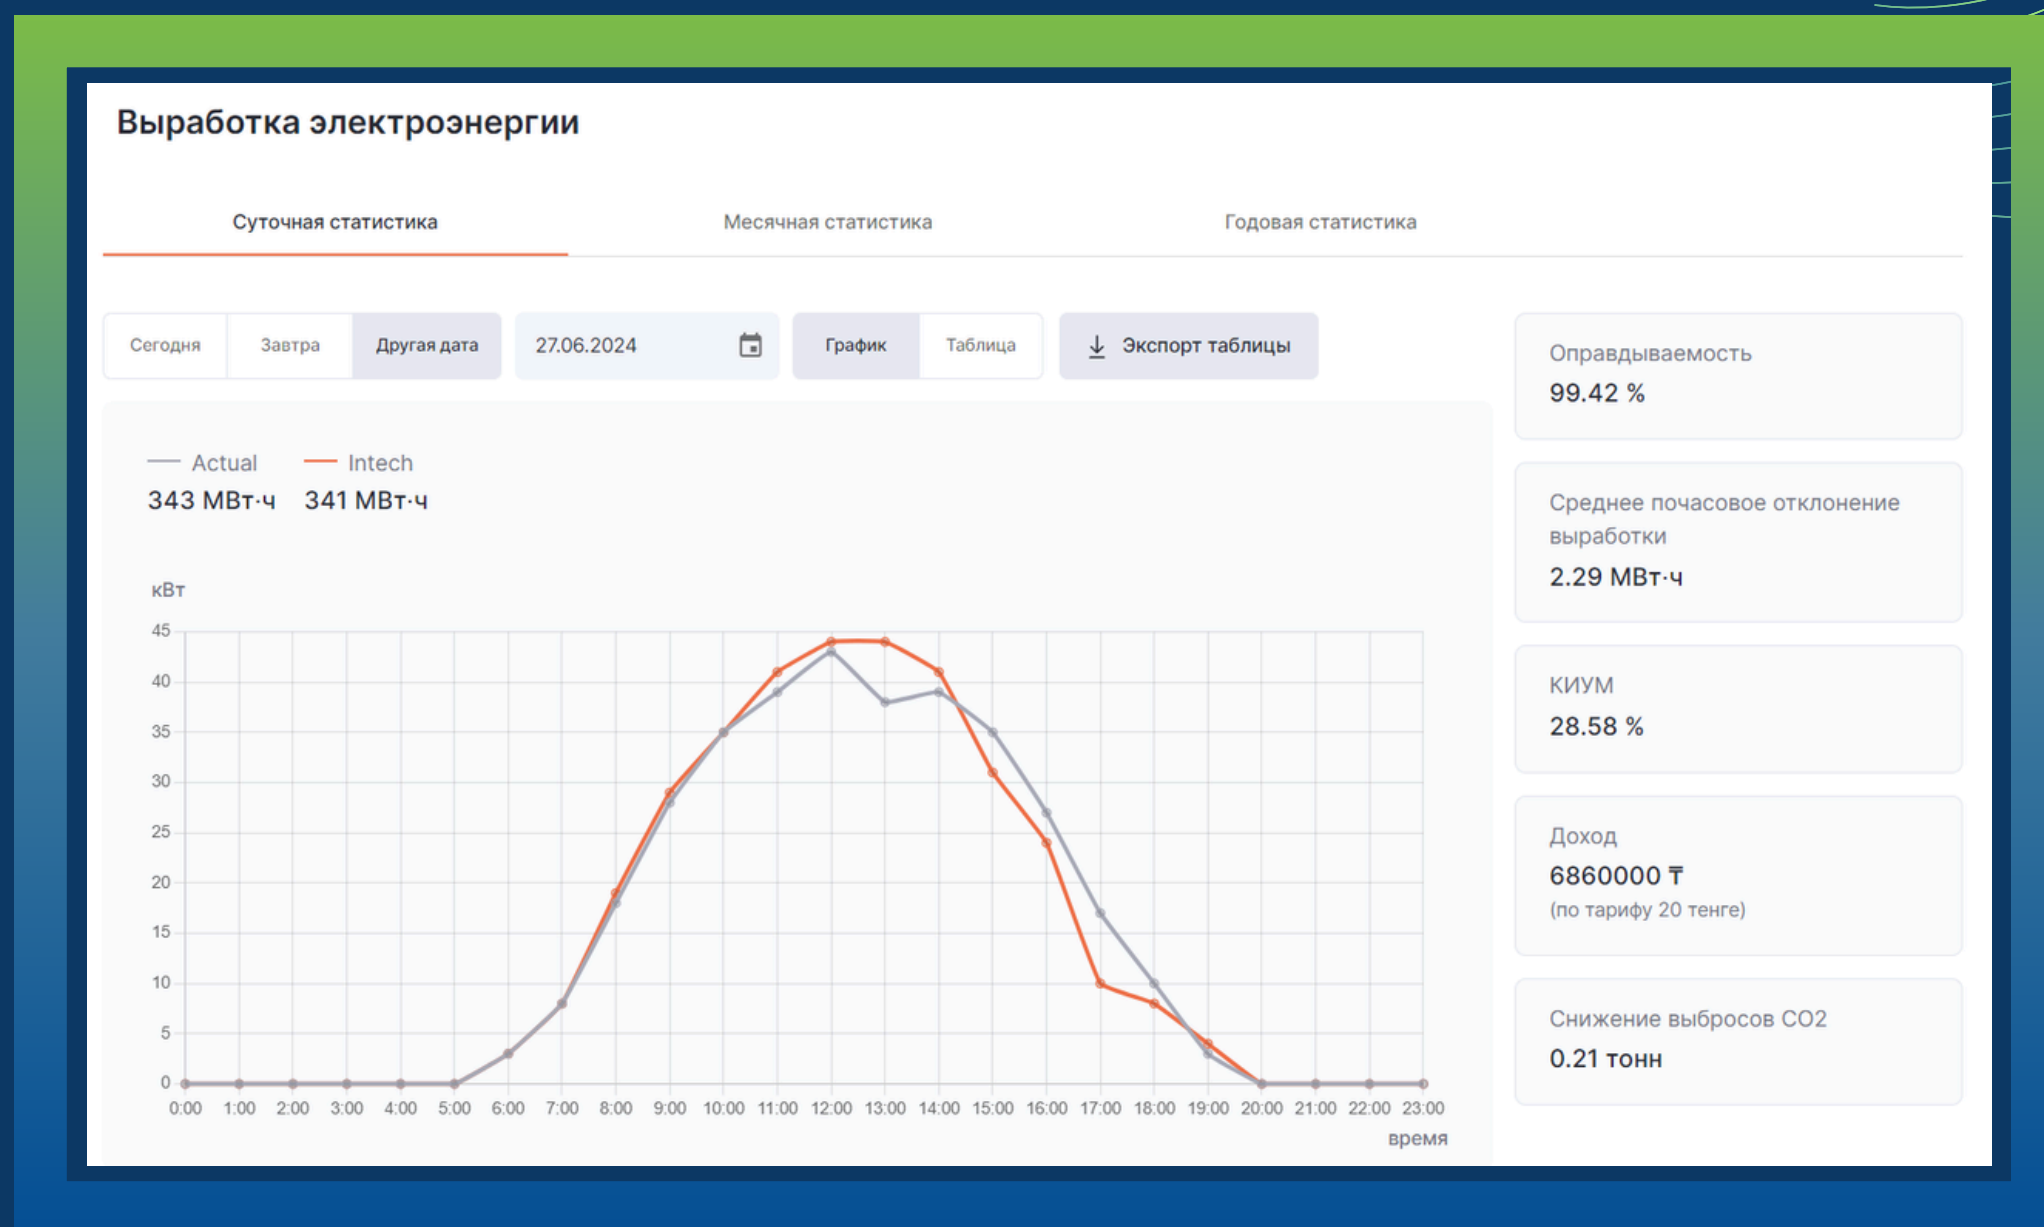 Выработка электроэнергии
Суточная статистика
Месячная статистика
Годовая статистика
Сегодня
Завтра
Другая дата
27.06.2024
График
Таблица
Экспорт таблицы
Actual
Intech
343 МВт·ч
341 МВт·ч
кВт
45
40
35
30
25
20
15
10
5
0
0:00 1:00 2:00 3:00 4:00 5:00 6:00 7:00 8:00 9:00 10:00 11:00 12:00 13:00 14:00 15:00 16:00 17:00 18:00 19:00 20:00 21:00 22:00 23:00
время
Оправдываемость
99.42 %
Среднее почасовое отклонение
выработки
2.29 МВт·ч
КИУМ
28.58 %
Доход
6860000 ₸
(по тарифу 20 тенге)
Снижение выбросов СО2
0.21 тонн